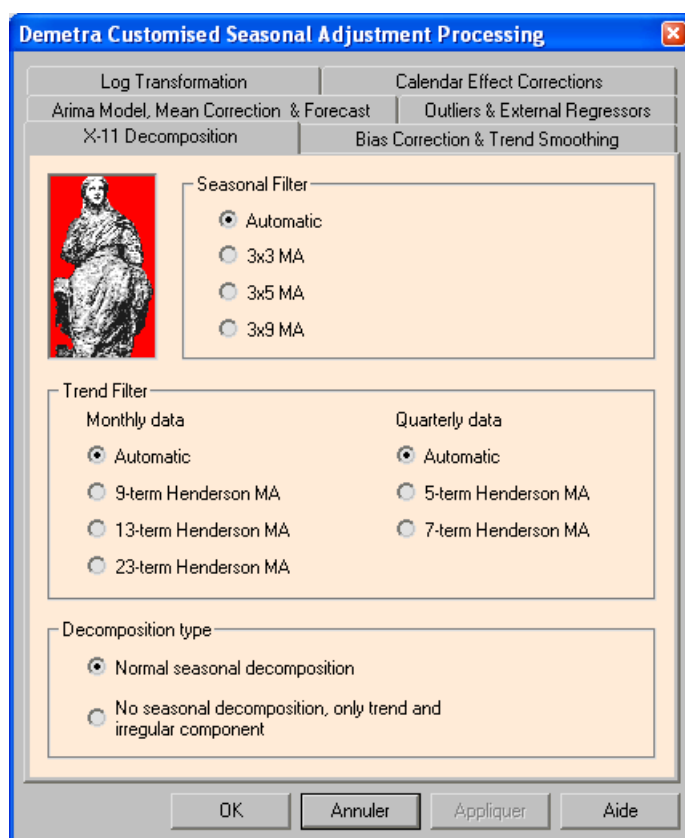 Demetra Customised Seasonal Adjustment Processing
Log Transformation
Calendar Effect Corrections
Arima Model, Mean Correction & Forecast
Outliers & External Regressors
X-11 Decomposition
Bias Correction & Trend Smoothing
Seasonal Filter
Automatic
3x3 MA
3x5 MA
3x9 MA
Trend Filter
Monthly data
Automatic
9-term Henderson MA
13-term Henderson MA
23-term Henderson MA
Quarterly data
Automatic
5-term Henderson MA
7-term Henderson MA
Decomposition type
Normal seasonal decomposition
No seasonal decomposition, only trend and
irregular component
OK
Annuler
Appliquer
Aide